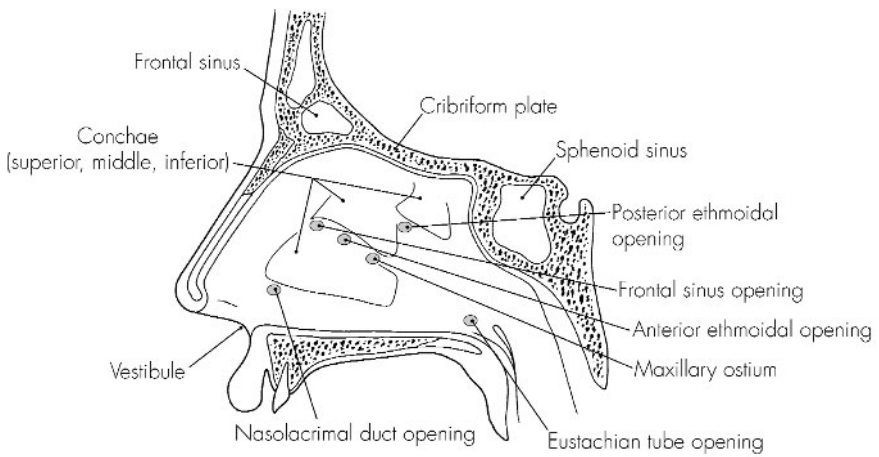 Frontal sinus
Cribriform plate
Conchae
(superior, middle, inferior)
Sphenoid sinus
Posterior ethmoidal
opening
Frontal sinus opening
Anterior ethmoidal opening
Maxillary ostium
Vestibule
Nasolacrimal duct opening
Eustachian tube opening